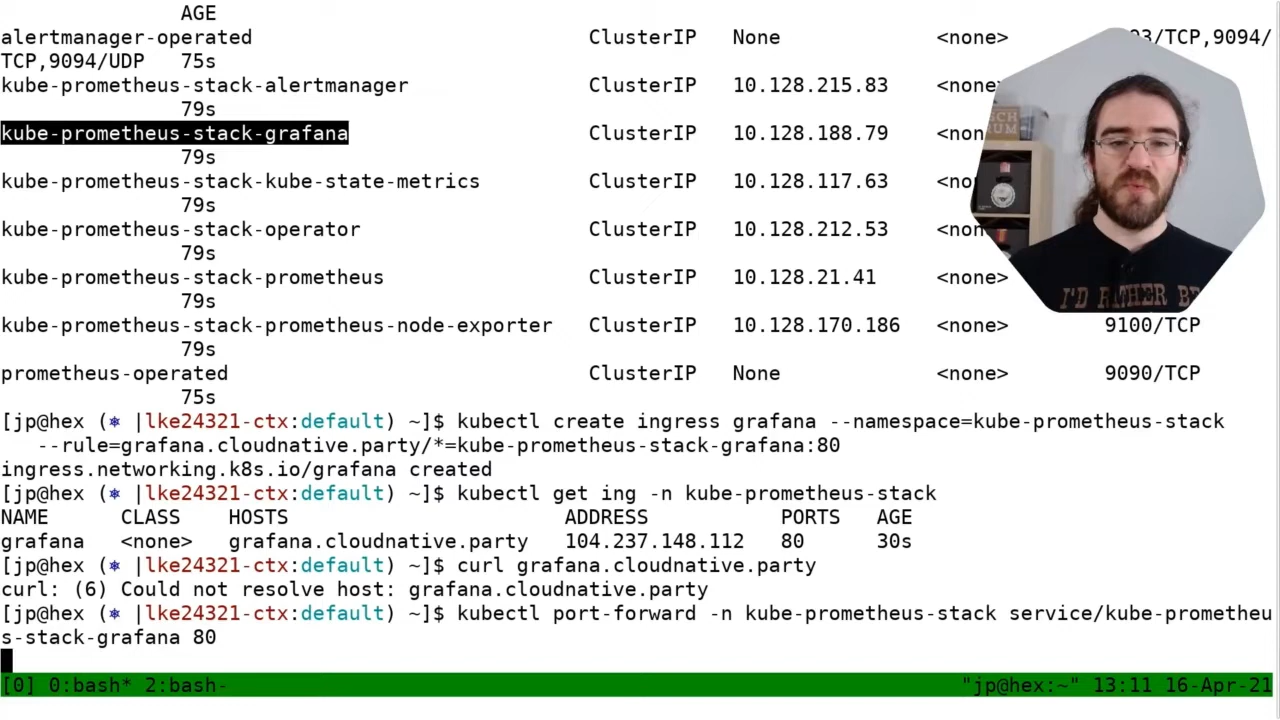 AGE
alertmanager-operated ClusterIP None <none> 93/TCP,9094/
TCP,9094/UDP 75s
kube-prometheus-stack-alertmanager ClusterIP 10.128.215.83 <none>
79s
kube-prometheus-stack-grafana ClusterIP 10.128.188.79 <non
79s
kube-prometheus-stack-kube-state-metrics ClusterIP 10.128.117.63 <no
79s
kube-prometheus-stack-operator ClusterIP 10.128.212.53 <non
79s
kube-prometheus-stack-prometheus ClusterIP 10.128.21.41 <none>
79s
kube-prometheus-stack-prometheus-node-exporter ClusterIP 10.128.170.186 <none> 9100/TCP
79s
prometheus-operated ClusterIP None <none> 9090/TCP
75s
[jp@hex (⎈ |lke24321-ctx:default) ~]$ kubectl create ingress grafana --namespace=kube-prometheus-stack
--rule=grafana.cloudnative.party/*=kube-prometheus-stack-grafana:80
ingress.networking.k8s.io/grafana created
[jp@hex (⎈ |lke24321-ctx:default) ~]$ kubectl get ing -n kube-prometheus-stack
NAME CLASS HOSTS ADDRESS PORTS AGE
grafana <none> grafana.cloudnative.party 104.237.148.112 80 30s
[jp@hex (⎈ |lke24321-ctx:default) ~]$ curl grafana.cloudnative.party
curl: (6) Could not resolve host: grafana.cloudnative.party
[jp@hex (⎈ |lke24321-ctx:default) ~]$ kubectl port-forward -n kube-prometheus-stack service/kube-prometheu
s-stack-grafana 80
[0] 0:bash* 2:bash- "jp@hex:~" 13:11 16-Apr-21
I'D RATHER BE